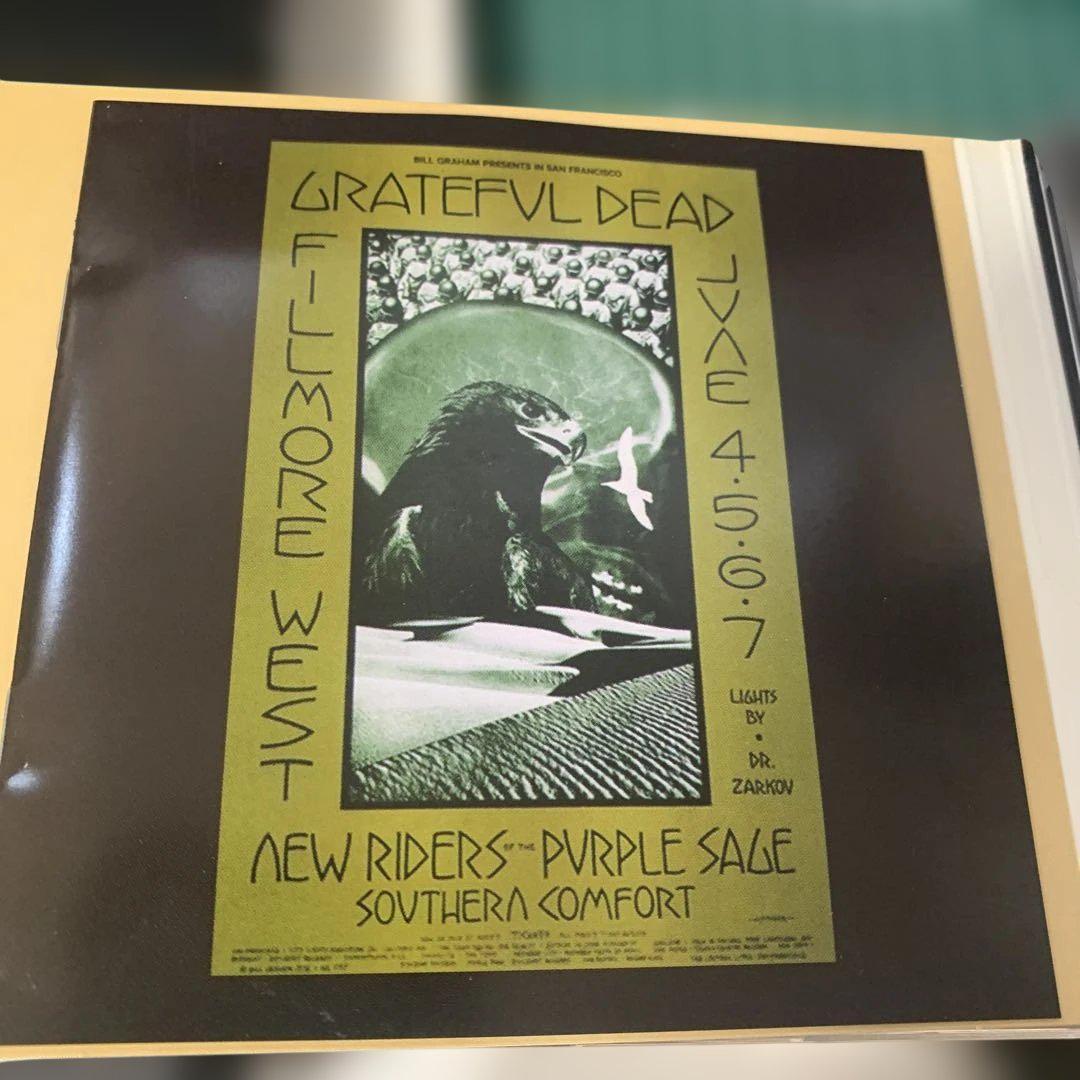 BILL GRAHAM PRESENTS IN SAN FRANCISCO
GRATEFUL DEAD
FILLMORE WEST
JUNE 4·5·6·7
LIGHTS
BY
·
DR.
ZARKOV
NEW RIDERS OF THE PURPLE SAGE
SOUTHERN COMFORT
TICKETS